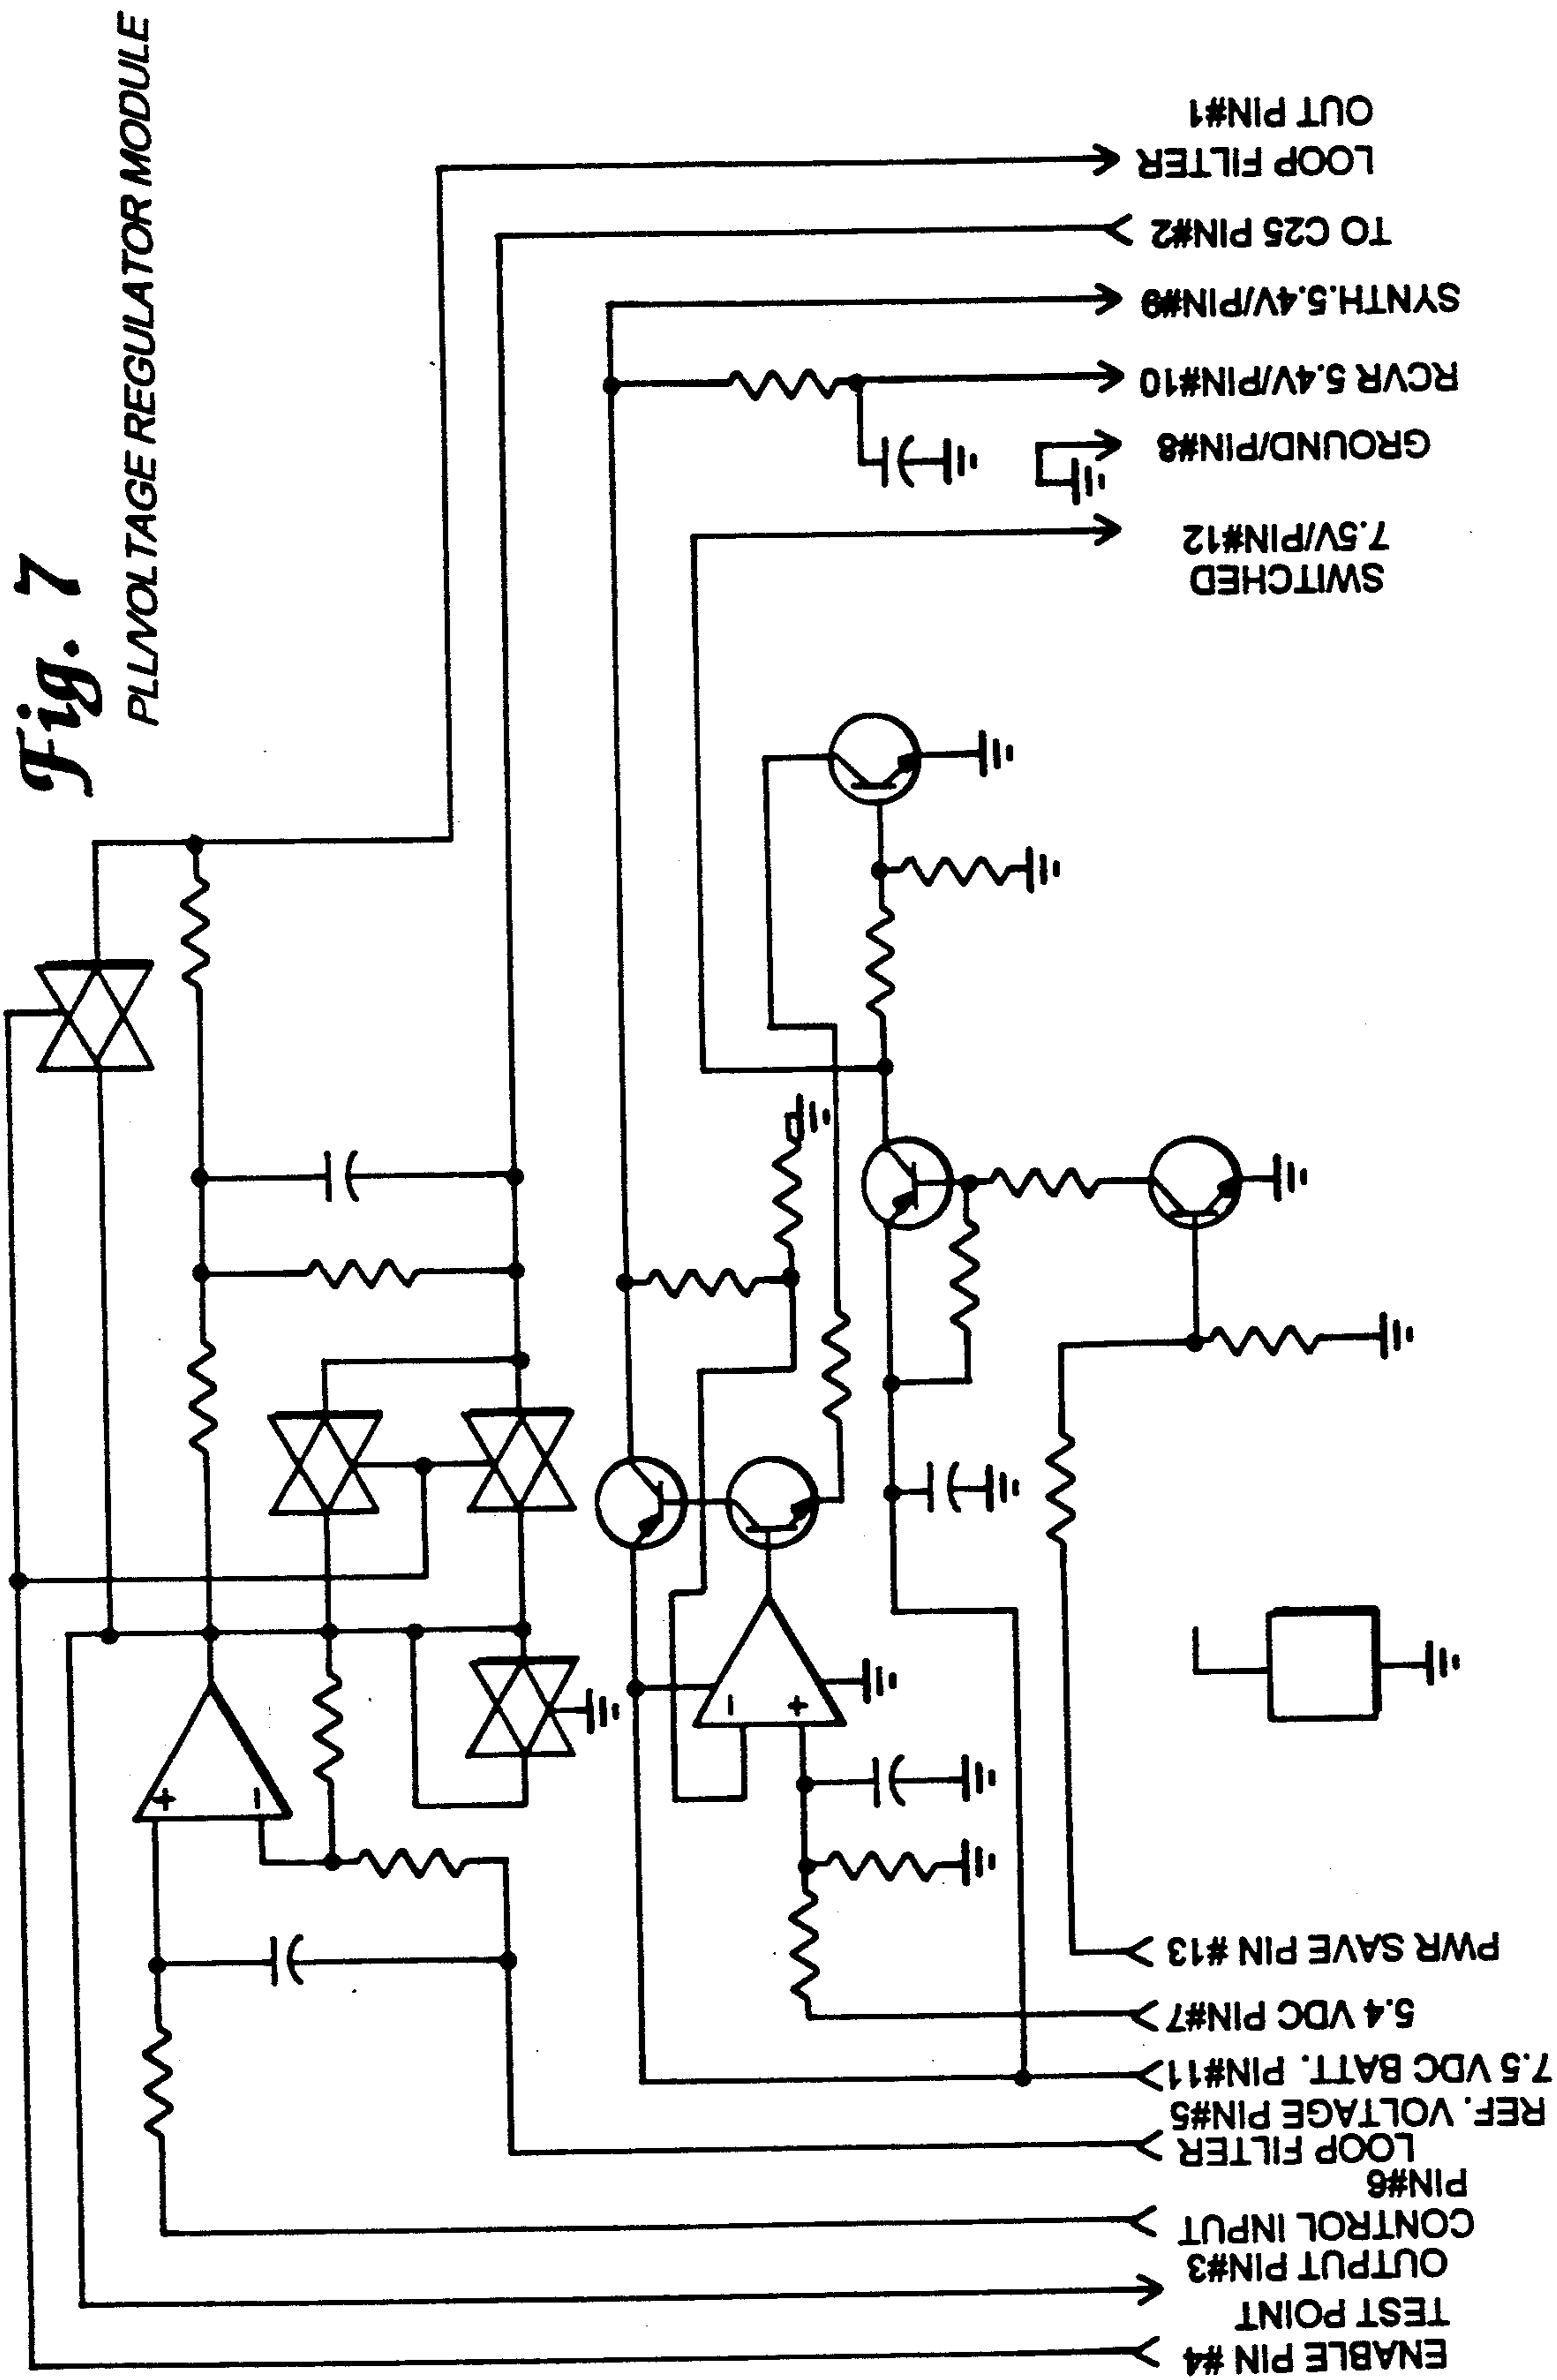 Fig. 7
PLL/VOLTAGE REGULATOR MODULE
LOOP FILTER
OUT PIN#1
TO C25 PIN#2
SYNTH.5.4V/PIN#9
RCVR 5.4V/PIN#10
GROUND/PIN#8
SWITCHED
7.5V/PIN#12
+
−
−
+
PWR SAVE PIN #13
5.4 VDC PIN#7
7.5 VDC BATT. PIN#11
LOOP FILTER
REF. VOLTAGE PIN#5
CONTROL INPUT
PIN#6
TEST POINT
OUTPUT PIN#3
ENABLE PIN #4